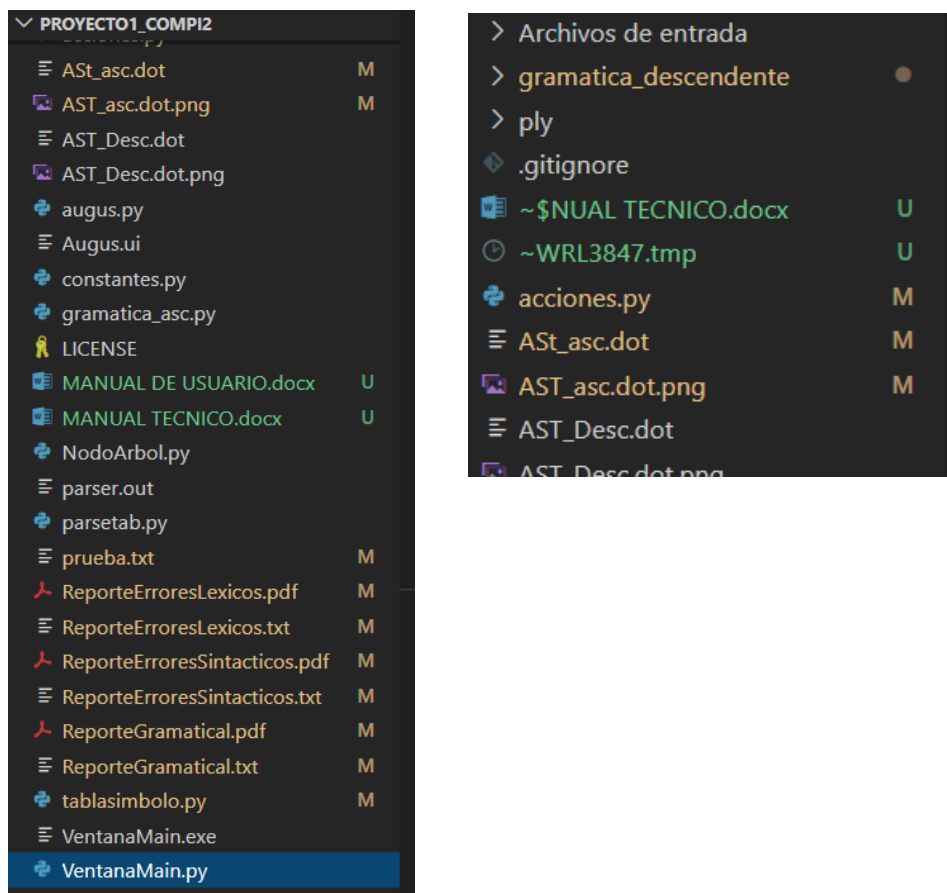 PROYECTO1_COMPI2
ASt_asc.dot M
AST_asc.dot.png M
AST_Desc.dot
AST_Desc.dot.png
augus.py
Augus.ui
constantes.py
gramatica_asc.py
LICENSE
MANUAL DE USUARIO.docx U
MANUAL TECNICO.docx U
NodoArbol.py
parser.out
parsetab.py
prueba.txt M
ReporteErroresLexicos.pdf M
ReporteErroresLexicos.txt M
ReporteErroresSintacticos.pdf M
ReporteErroresSintacticos.txt M
ReporteGramatical.pdf M
ReporteGramatical.txt M
tablasimbolo.py M
VentanaMain.exe
VentanaMain.py
Archivos de entrada
gramatica_descendente
ply
.gitignore
~$NUAL TECNICO.docx U
~WRL3847.tmp U
acciones.py M
ASt_asc.dot M
AST_asc.dot.png M
AST_Desc.dot
AST_Desc.dot.png